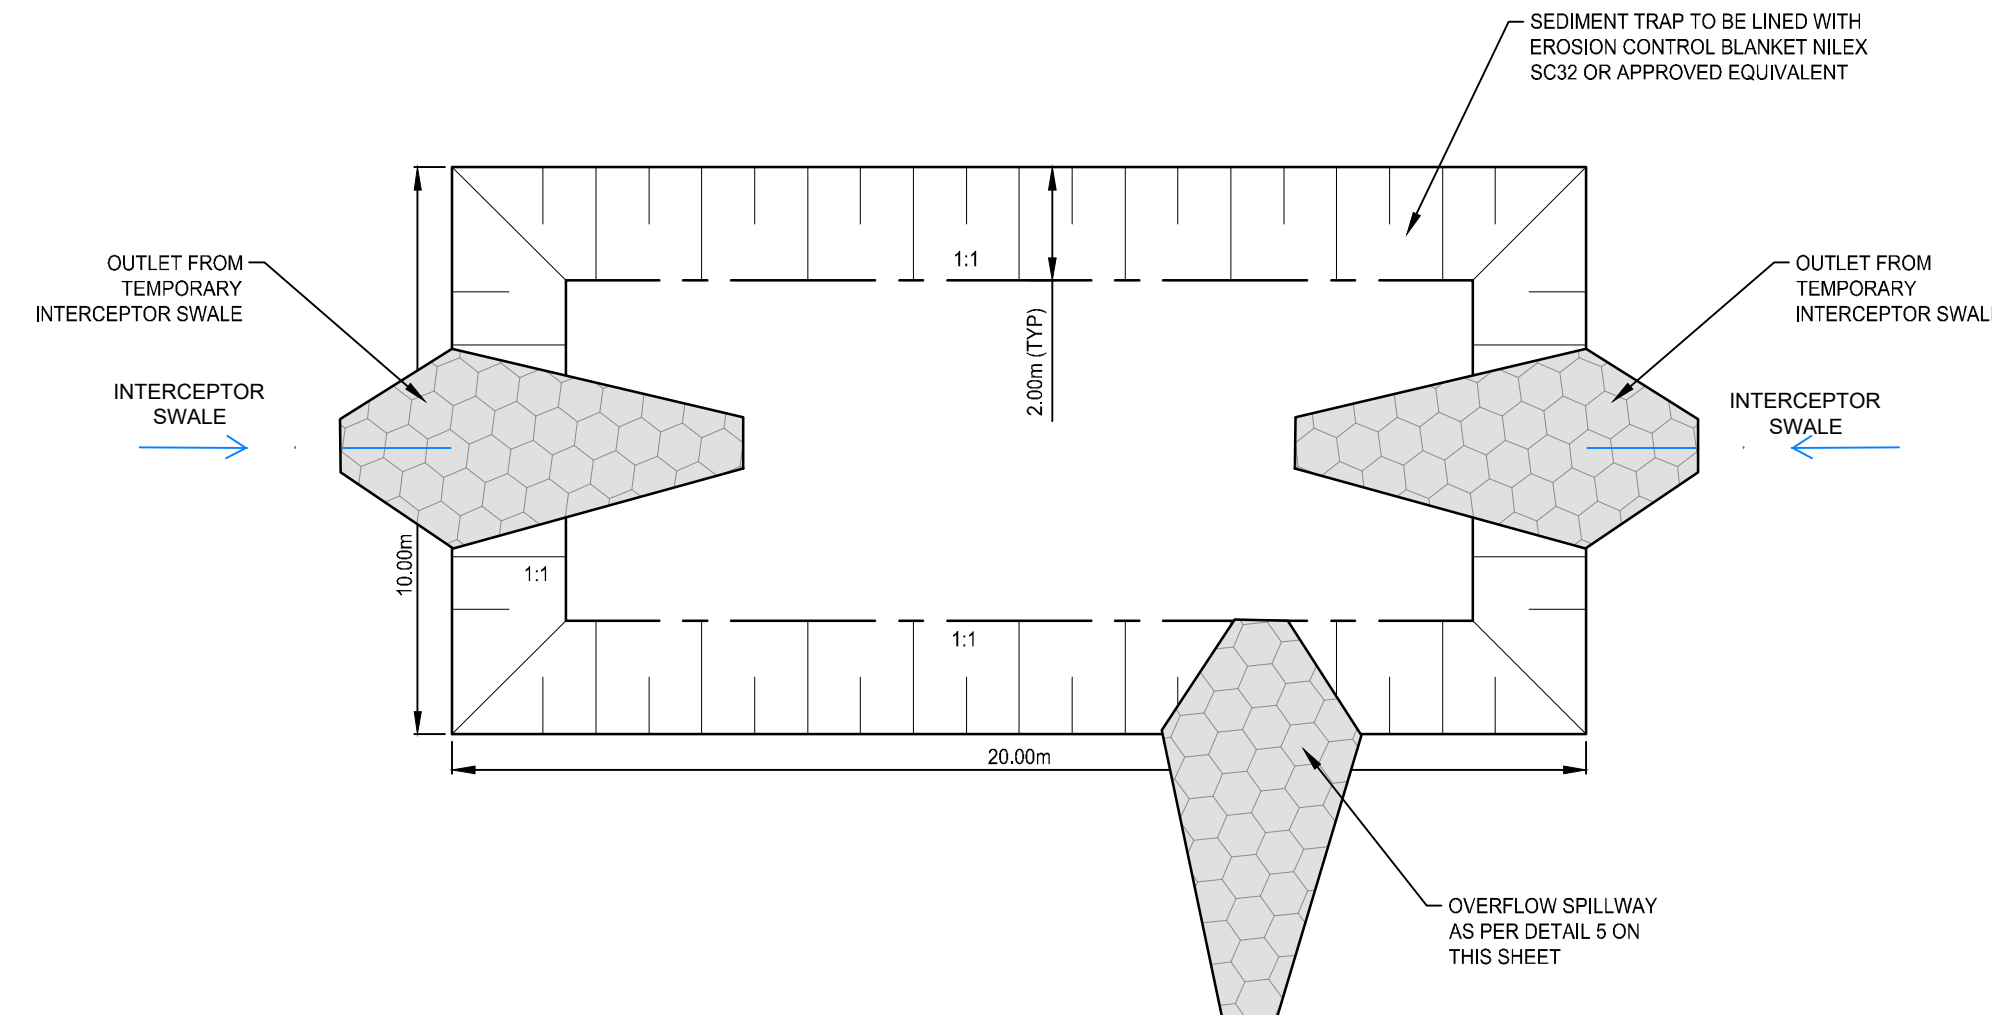 SEDIMENT TRAP TO BE LINED WITH
EROSION CONTROL BLANKET NILEX
SC32 OR APPROVED EQUIVALENT
OUTLET FROM
TEMPORARY
INTERCEPTOR SWALE
OUTLET FROM
TEMPORARY
INTERCEPTOR SWALE
1:1
2.00m (TYP)
INTERCEPTOR
SWALE
INTERCEPTOR
SWALE
10.00m
1:1
1:1
20.00m
OVERFLOW SPILLWAY
AS PER DETAIL 5 ON
THIS SHEET